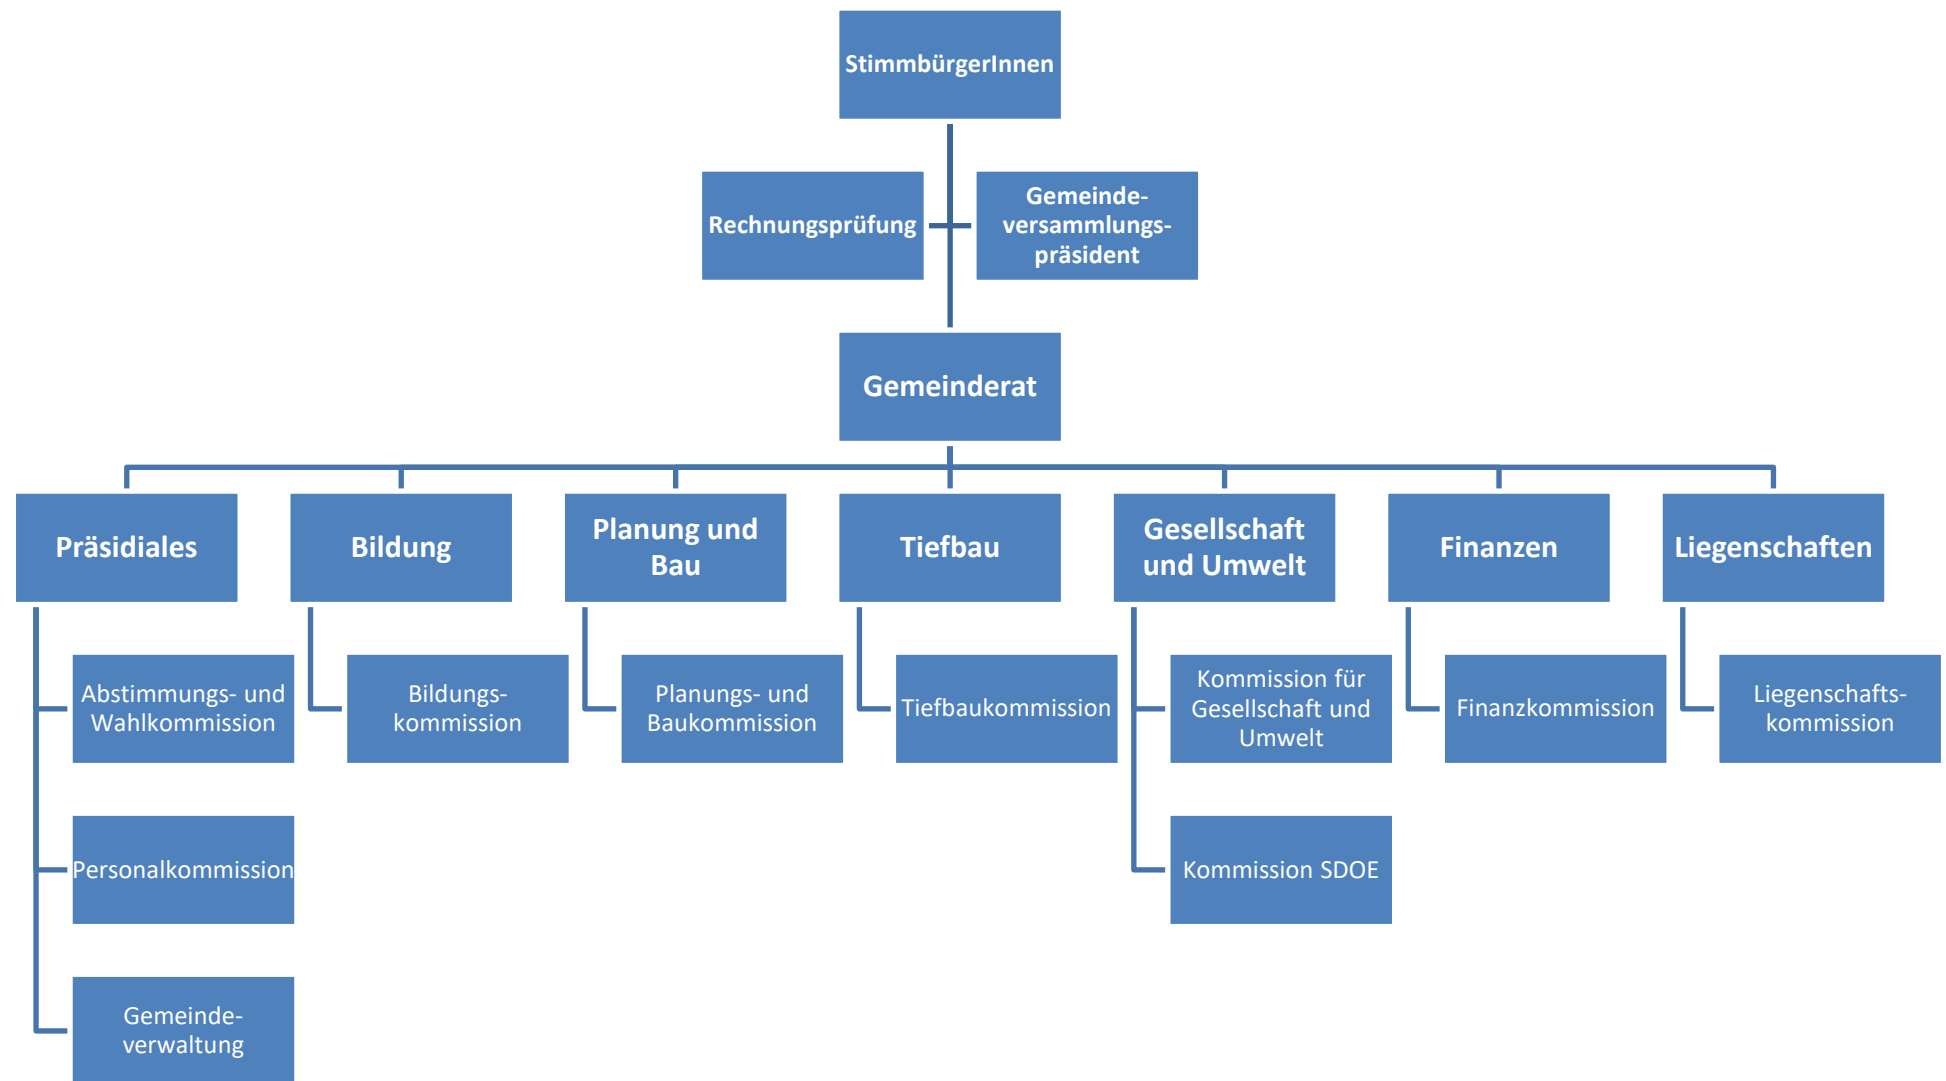 StimmbürgerInnen
Rechnungsprüfung
Gemeinde-
versammlungs-
präsident
Gemeinderat
Präsidiales
Bildung
Planung und
Bau
Tiefbau
Gesellschaft
und Umwelt
Finanzen
Liegenschaften
Abstimmungs- und
Wahlkommission
Bildungs-
kommission
Planungs- und
Baukommission
Tiefbaukommission
Kommission für
Gesellschaft und
Umwelt
Finanzkommission
Liegenschafts-
kommission
Personalkommission
Kommission SDOE
Gemeinde-
verwaltung